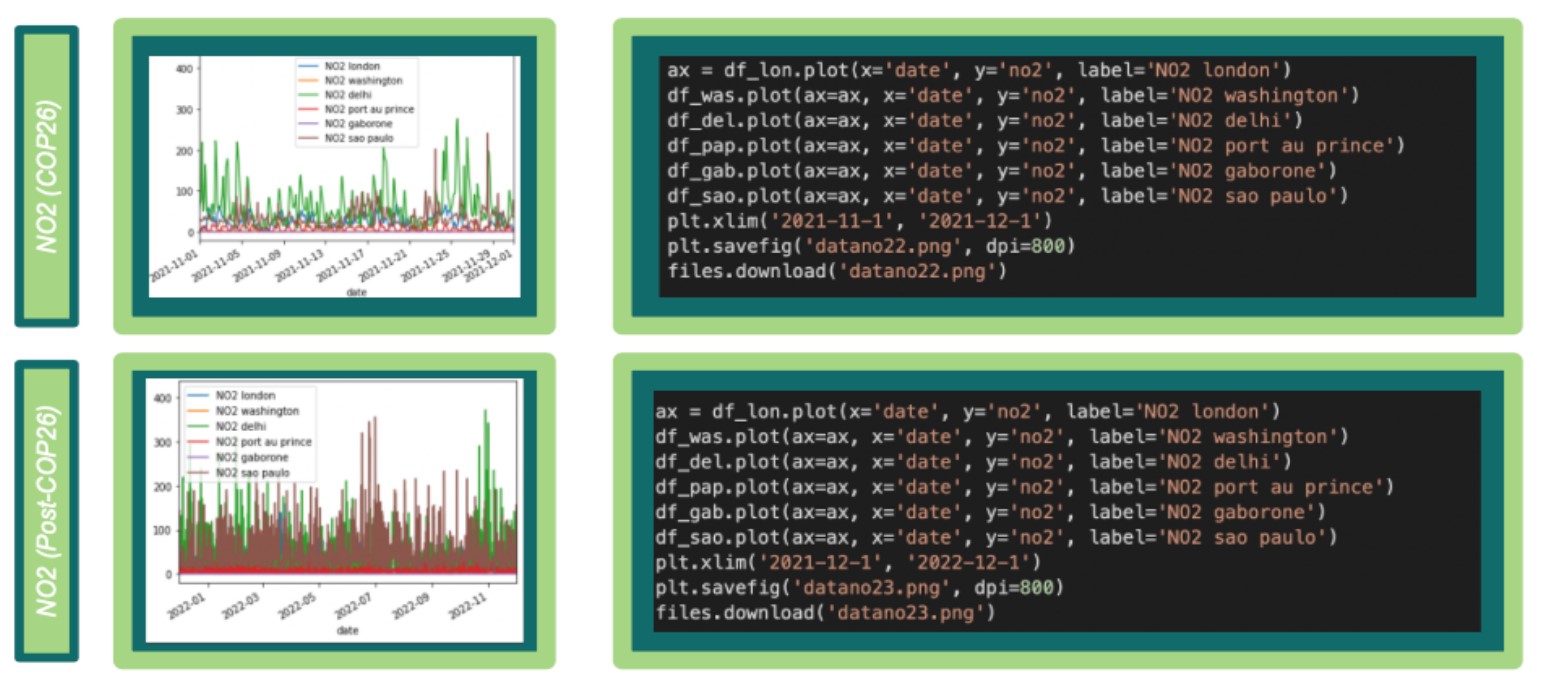 NO2 (COP26)
400
300
200
100
0
NO2 london
NO2 washington
NO2 delhi
NO2 port au prince
NO2 gaborone
NO2 sao paulo
2021-11-01
2021-11-05
2021-11-09
2021-11-13
2021-11-17
2021-11-21
2021-11-25
2021-11-29
2021-12-01
date
ax = df_lon.plot(x='date', y='no2', label='NO2 london')
df_was.plot(ax=ax, x='date', y='no2', label='NO2 washington')
df_del.plot(ax=ax, x='date', y='no2', label='NO2 delhi')
df_pap.plot(ax=ax, x='date', y='no2', label='NO2 port au prince')
df_gab.plot(ax=ax, x='date', y='no2', label='NO2 gaborone')
df_sao.plot(ax=ax, x='date', y='no2', label='NO2 sao paulo')
plt.xlim('2021-11-1', '2021-12-1')
plt.savefig('datano22.png', dpi=800)
files.download('datano22.png')
NO2 (Post-COP26)
400
300
200
100
0
NO2 london
NO2 washington
NO2 delhi
NO2 port au prince
NO2 gaborone
NO2 sao paulo
2022-01
2022-03
2022-05
2022-07
2022-09
2022-11
date
ax = df_lon.plot(x='date', y='no2', label='NO2 london')
df_was.plot(ax=ax, x='date', y='no2', label='NO2 washington')
df_del.plot(ax=ax, x='date', y='no2', label='NO2 delhi')
df_pap.plot(ax=ax, x='date', y='no2', label='NO2 port au prince')
df_gab.plot(ax=ax, x='date', y='no2', label='NO2 gaborone')
df_sao.plot(ax=ax, x='date', y='no2', label='NO2 sao paulo')
plt.xlim('2021-12-1', '2022-12-1')
plt.savefig('datano23.png', dpi=800)
files.download('datano23.png')